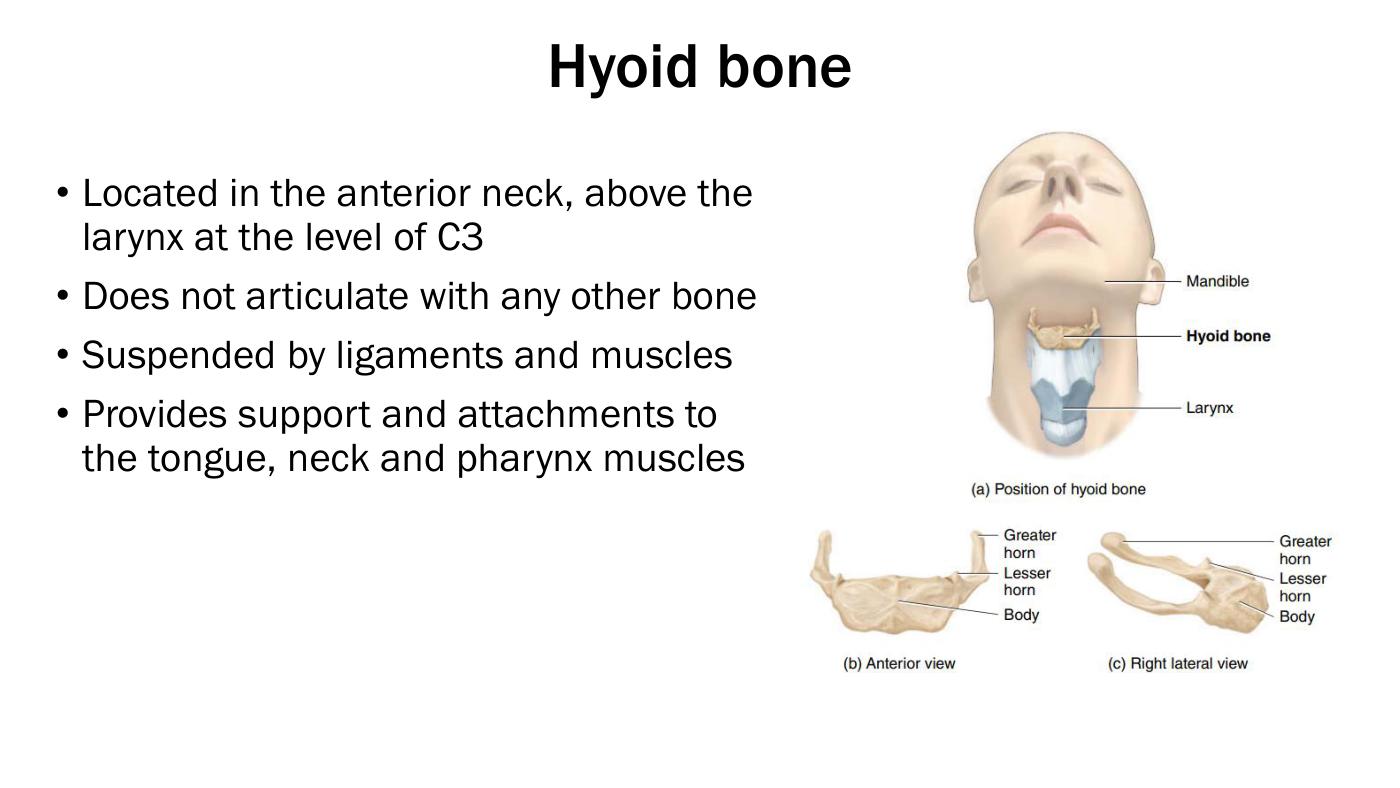 Hyoid bone
• Located in the anterior neck, above the
larynx at the level of C3
• Does not articulate with any other bone
• Suspended by ligaments and muscles
• Provides support and attachments to
the tongue, neck and pharynx muscles
Mandible
Hyoid bone
Larynx
(a) Position of hyoid bone
Greater
horn
Lesser
horn
Body
(b) Anterior view
Greater
horn
Lesser
horn
Body
(c) Right lateral view